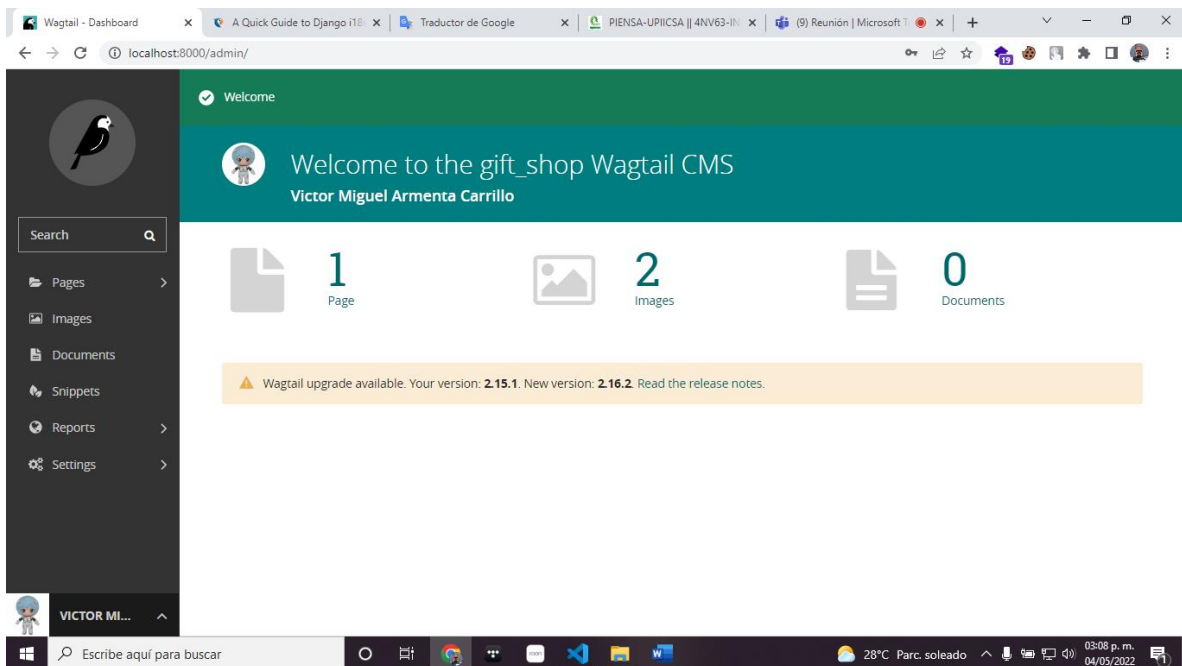 Wagtail - Dashboard
A Quick Guide to Django i18
Traductor de Google
PIENSA-UPIICSA || 4NV63-IN
(9) Reunión | Microsoft T
localhost:8000/admin/
19
Welcome
Welcome to the gift_shop Wagtail CMS
Victor Miguel Armenta Carrillo
Search
Pages
Images
Documents
Snippets
Reports
Settings
1
Page
2
Images
0
Documents
Wagtail upgrade available. Your version: 2.15.1. New version: 2.16.2. Read the release notes.
VICTOR MI...
Escribe aquí para buscar
28°C Parc. soleado
03:08 p. m.
04/05/2022